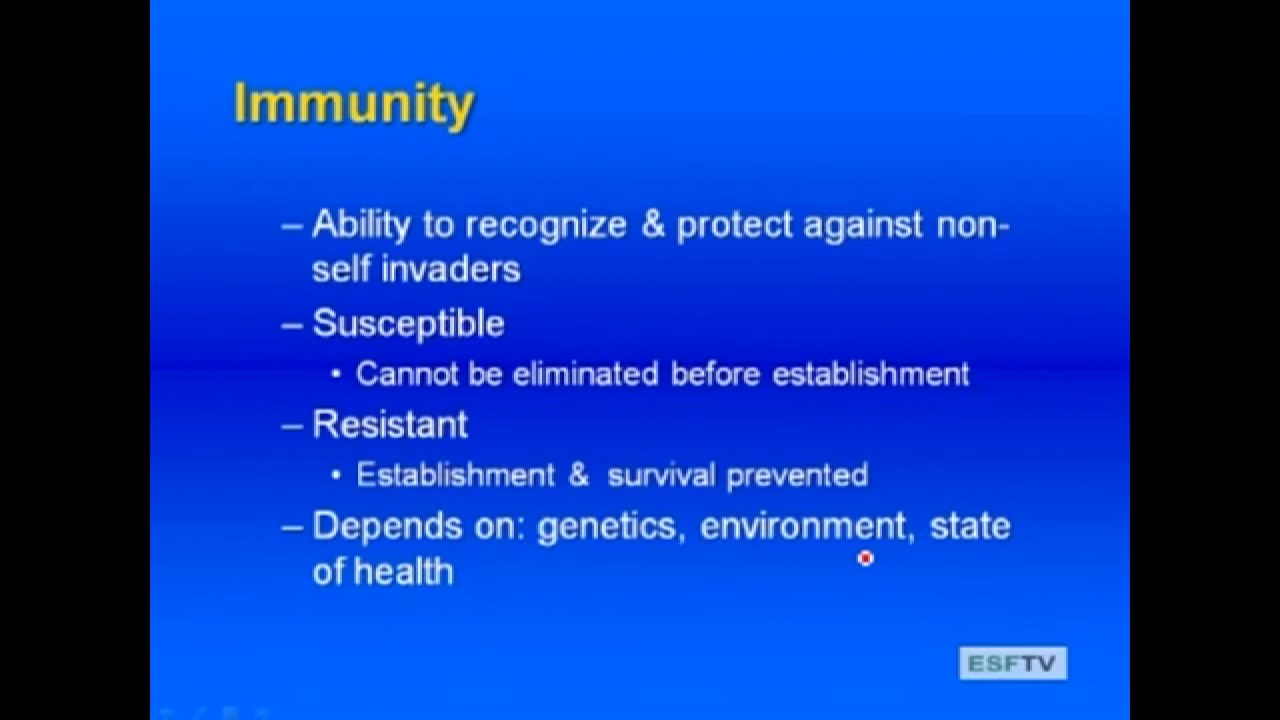 Immunity
– Ability to recognize & protect against non-
self invaders
– Susceptible
• Cannot be eliminated before establishment
– Resistant
• Establishment & survival prevented
– Depends on: genetics, environment, state
of health
ESFTV